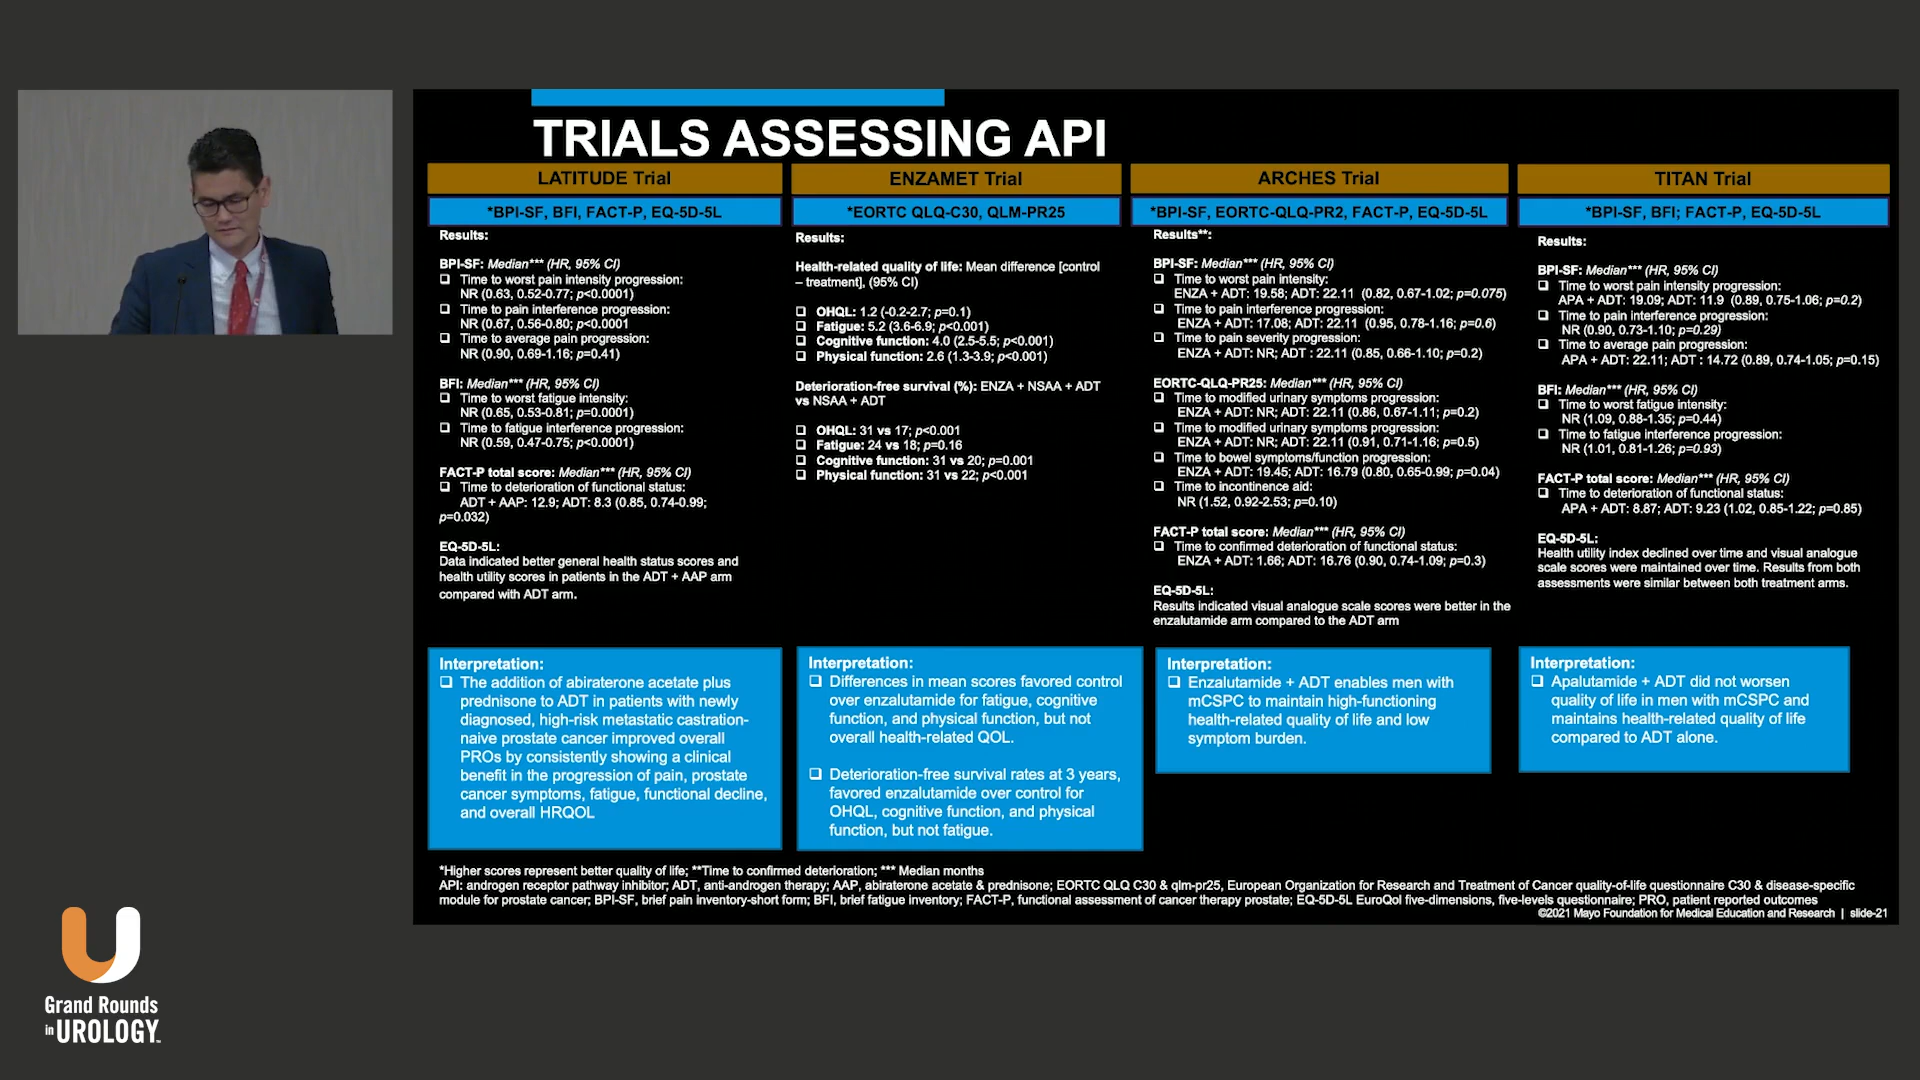 TRIALS ASSESSING API
LATITUDE Trial
*BPI-SF, BFI, FACT-P, EQ-5D-5L
Results:
BPI-SF: Median*** (HR, 95% CI)
❑ Time to worst pain intensity progression:
NR (0.63, 0.52-0.77; p<0.0001)
❑ Time to pain interference progression:
NR (0.67, 0.56-0.80; p<0.0001
❑ Time to average pain progression:
NR (0.90, 0.69-1.16; p=0.41)
BFI: Median*** (HR, 95% CI)
❑ Time to worst fatigue intensity:
NR (0.65, 0.53-0.81; p=0.0001)
❑ Time to fatigue interference progression:
NR (0.59, 0.47-0.75; p<0.0001)
FACT-P total score: Median*** (HR, 95% CI)
❑ Time to deterioration of functional status:
ADT + AAP: 12.9; ADT: 8.3 (0.85, 0.74-0.99;
p=0.032)
EQ-5D-5L:
Data indicated better general health status scores and
health utility scores in patients in the ADT + AAP arm
compared with ADT arm.
Interpretation:
❑ The addition of abiraterone acetate plus
prednisone to ADT in patients with newly
diagnosed, high-risk metastatic castration-
naive prostate cancer improved overall
PROs by consistently showing a clinical
benefit in the progression of pain, prostate
cancer symptoms, fatigue, functional decline,
and overall HRQOL
ENZAMET Trial
*EORTC QLQ-C30, QLM-PR25
Results:
Health-related quality of life: Mean difference [control
– treatment], (95% CI)
❑ OHQL: 1.2 (-0.2-2.7; p=0.1)
❑ Fatigue: 5.2 (3.6-6.9; p<0.001)
❑ Cognitive function: 4.0 (2.5-5.5; p<0.001)
❑ Physical function: 2.6 (1.3-3.9; p<0.001)
Deterioration-free survival (%): ENZA + NSAA + ADT
vs NSAA + ADT
❑ OHQL: 31 vs 17; p<0.001
❑ Fatigue: 24 vs 18; p=0.16
❑ Cognitive function: 31 vs 20; p=0.001
❑ Physical function: 31 vs 22; p<0.001
Interpretation:
❑ Differences in mean scores favored control
over enzalutamide for fatigue, cognitive
function, and physical function, but not
overall health-related QOL.
❑ Deterioration-free survival rates at 3 years,
favored enzalutamide over control for
OHQL, cognitive function, and physical
function, but not fatigue.
ARCHES Trial
*BPI-SF, EORTC-QLQ-PR2, FACT-P, EQ-5D-5L
Results**:
BPI-SF: Median*** (HR, 95% CI)
❑ Time to worst pain intensity:
ENZA + ADT: 19.58; ADT: 22.11 (0.82, 0.67-1.02; p=0.075)
❑ Time to pain interference progression:
ENZA + ADT: 17.08; ADT: 22.11 (0.95, 0.78-1.16; p=0.6)
❑ Time to pain severity progression:
ENZA + ADT: NR; ADT : 22.11 (0.85, 0.66-1.10; p=0.2)
EORTC-QLQ-PR25: Median*** (HR, 95% CI)
❑ Time to modified urinary symptoms progression:
ENZA + ADT: NR; ADT: 22.11 (0.86, 0.67-1.11; p=0.2)
❑ Time to modified urinary symptoms progression:
ENZA + ADT: NR; ADT: 22.11 (0.91, 0.71-1.16; p=0.5)
❑ Time to bowel symptoms/function progression:
ENZA + ADT: 19.45; ADT: 16.79 (0.80, 0.65-0.99; p=0.04)
❑ Time to incontinence aid:
NR (1.52, 0.92-2.53; p=0.10)
FACT-P total score: Median*** (HR, 95% CI)
❑ Time to confirmed deterioration of functional status:
ENZA + ADT: 1.66; ADT: 16.76 (0.90, 0.74-1.09; p=0.3)
EQ-5D-5L:
Results indicated visual analogue scale scores were better in the
enzalutamide arm compared to the ADT arm
Interpretation:
❑ Enzalutamide + ADT enables men with
mCSPC to maintain high-functioning
health-related quality of life and low
symptom burden.
TITAN Trial
*BPI-SF, BFI; FACT-P, EQ-5D-5L
Results:
BPI-SF: Median*** (HR, 95% CI)
❑ Time to worst pain intensity progression:
APA + ADT: 19.09; ADT: 11.9 (0.89, 0.75-1.06; p=0.2)
❑ Time to pain interference progression:
NR (0.90, 0.73-1.10; p=0.29)
❑ Time to average pain progression:
APA + ADT: 22.11; ADT : 14.72 (0.89, 0.74-1.05; p=0.15)
BFI: Median*** (HR, 95% CI)
❑ Time to worst fatigue intensity:
NR (1.09, 0.88-1.35; p=0.44)
❑ Time to fatigue interference progression:
NR (1.01, 0.81-1.26; p=0.93)
FACT-P total score: Median*** (HR, 95% CI)
❑ Time to deterioration of functional status:
APA + ADT: 8.87; ADT: 9.23 (1.02, 0.85-1.22; p=0.85)
EQ-5D-5L:
Health utility index declined over time and visual analogue
scale scores were maintained over time. Results from both
assessments were similar between both treatment arms.
Interpretation:
❑ Apalutamide + ADT did not worsen
quality of life in men with mCSPC and
maintains health-related quality of life
compared to ADT alone.
*Higher scores represent better quality of life; **Time to confirmed deterioration; *** Median months
API: androgen receptor pathway inhibitor; ADT, anti-androgen therapy; AAP, abiraterone acetate & prednisone; EORTC QLQ C30 & qlm-pr25, European Organization for Research and Treatment of Cancer quality-of-life questionnaire C30 & disease-specific
module for prostate cancer; BPI-SF, brief pain inventory-short form; BFI, brief fatigue inventory; FACT-P, functional assessment of cancer therapy prostate; EQ-5D-5L EuroQol five-dimensions, five-levels questionnaire; PRO, patient reported outcomes
©2021 Mayo Foundation for Medical Education and Research | slide-21
Grand Rounds
in UROLOGY™